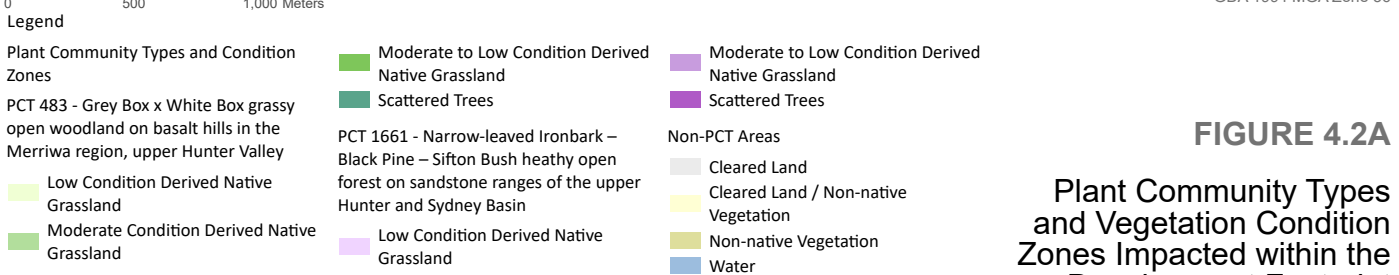 0 500 1,000 Meters
Legend
Plant Community Types and Condition
Zones
PCT 483 - Grey Box x White Box grassy
open woodland on basalt hills in the
Merriwa region, upper Hunter Valley
Low Condition Derived Native
Grassland
Moderate Condition Derived Native
Grassland
Moderate to Low Condition Derived
Native Grassland
Scattered Trees
PCT 1661 - Narrow-leaved Ironbark –
Black Pine – Sifton Bush heathy open
forest on sandstone ranges of the upper
Hunter and Sydney Basin
Low Condition Derived Native
Grassland
Moderate to Low Condition Derived
Native Grassland
Scattered Trees
Non-PCT Areas
Cleared Land
Cleared Land / Non-native
Vegetation
Non-native Vegetation
Water
FIGURE 4.2A
Plant Community Types
and Vegetation Condition
Zones Impacted within the